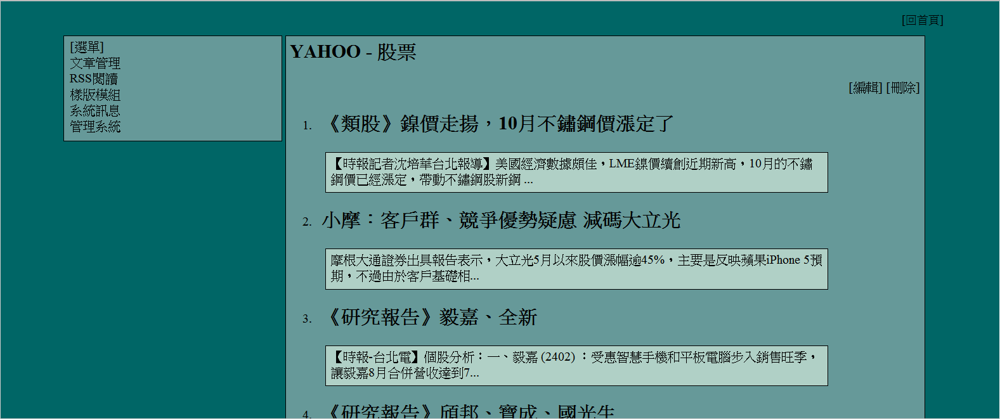 [回首頁]
[選單]
文章管理
RSS閱讀
樣版模組
系統訊息
管理系統
YAHOO - 股票
[編輯] [刪除]
1. 《類股》鎳價走揚，10月不鏽鋼價漲定了
【時報記者沈培華台北報導】美國經濟數據頗佳，LME鎳價續創近期新高，10月的不鏽
鋼價已經漲定，帶動不鏽鋼股新鋼 ...
2. 小摩：客戶群、競爭優勢疑慮 減碼大立光
摩根大通證券出具報告表示，大立光5月以來股價漲幅逾45%，主要是反映蘋果iPhone 5預
期，不過由於客戶基礎相...
3. 《研究報告》毅嘉、全新
【時報-台北電】個股分析：一、毅嘉 (2402) ：受惠智慧手機和平板電腦步入銷售旺季，
讓毅嘉8月合併營收達到7...
4. 《研究報告》頎邦、寶成、國光生